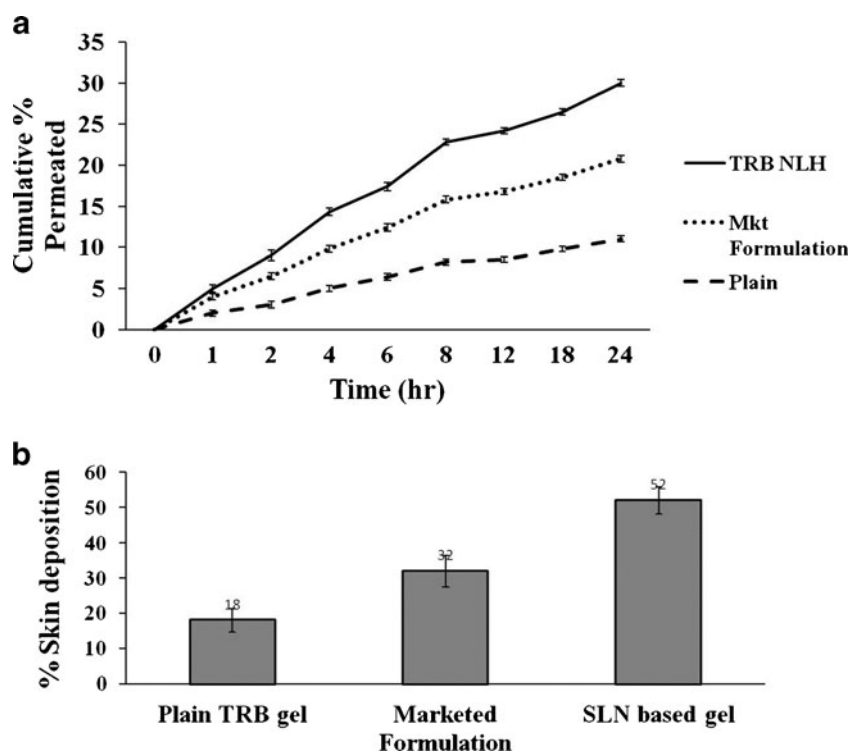 a
35
30
25
20
15
10
5
0
Cumulative %
Permeated
0 1 2 4 6 8 12 18 24
Time (hr)
TRB NLH
Mkt
Formulation
Plain
b
60
50
40
30
20
10
0
% Skin deposition
18
32
52
Plain TRB gel
Marketed
Formulation
SLN based gel